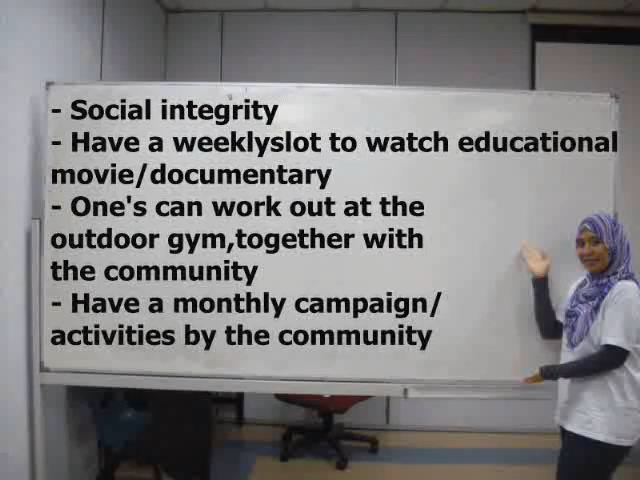 - Social integrity
- Have a weeklyslot to watch educational
movie/documentary
- One's can work out at the
outdoor gym,together with
the community
- Have a monthly campaign/
activities by the community